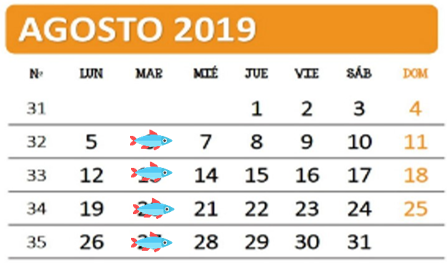 AGOSTO 2019
Nº LUN MAR MIÉ JUE VIE SÁB DOM
31 1 2 3 4
32 5 7 8 9 10 11
33 12 14 15 16 17 18
34 19 21 22 23 24 25
35 26 28 29 30 31